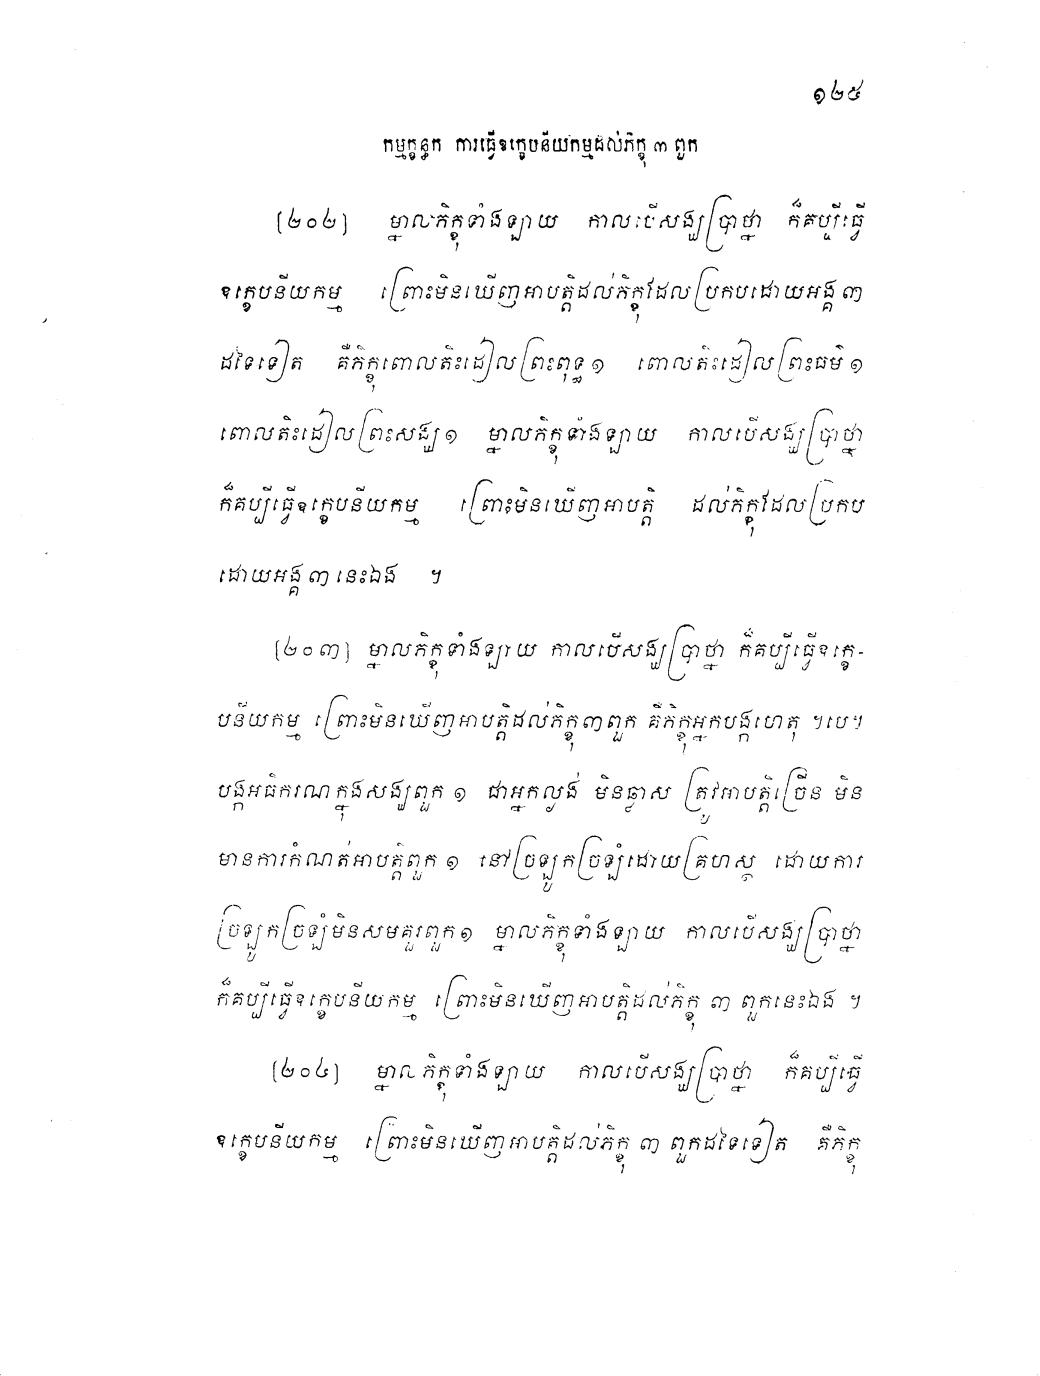 ១២៥
កម្មក្ខន្ធក ការធ្វើឧក្ខេបនីយកម្មដល់ភិក្ខុ ៣ ពួក
[២០២] ម្នាលភិក្ខុទាំងឡាយ កាលបើសង្ឃប្រាថ្នា ក៏គប្បីធ្វើ
ឧក្ខេបនីយកម្ម ព្រោះមិនឃើញអាបត្តិដល់ភិក្ខុដែលប្រកបដោយអង្គ ៣
ដទៃទៀត គឺភិក្ខុពោលតិះដៀលព្រះពុទ្ធ ១ ពោលតិះដៀលព្រះធម៌ ១
ពោលតិះដៀលព្រះសង្ឃ ១ ម្នាលភិក្ខុទាំងឡាយ កាលបើសង្ឃប្រាថ្នា
ក៏គប្បីធ្វើឧក្ខេបនីយកម្ម ព្រោះមិនឃើញអាបត្តិ ដល់ភិក្ខុដែលប្រកប
ដោយអង្គ ៣ នេះឯង ។
[២០៣] ម្នាលភិក្ខុទាំងឡាយ កាលបើសង្ឃប្រាថ្នា ក៏គប្បីធ្វើឧក្ខេ-
បនីយកម្ម ព្រោះមិនឃើញអាបត្តិដល់ភិក្ខុ៣ពួក គឺភិក្ខុអ្នកបង្កហេតុ ។បេ។
បង្កអធិករណក្នុងសង្ឃពួក ១ ជាអ្នកល្ងង់ មិនឆ្លាស ត្រូវអាបត្តិច្រើន មិន
មានការកំណត់អាបត្តិពួក ១ នៅច្រឡូកច្រឡំដោយគ្រហស្ថ ដោយការ
ច្រឡូកច្រឡំមិនសមគួរពួក ១ ម្នាលភិក្ខុទាំងឡាយ កាលបើសង្ឃប្រាថ្នា
ក៏គប្បីធ្វើឧក្ខេបនីយកម្ម ព្រោះមិនឃើញអាបត្តិដល់ភិក្ខុ ៣ ពួកនេះឯង ។
[២០៤] ម្នាលភិក្ខុទាំងឡាយ កាលបើសង្ឃប្រាថ្នា ក៏គប្បីធ្វើ
ឧក្ខេបនីយកម្ម ព្រោះមិនឃើញអាបត្តិដល់ភិក្ខុ ៣ ពួកដទៃទៀត គឺភិក្ខុ